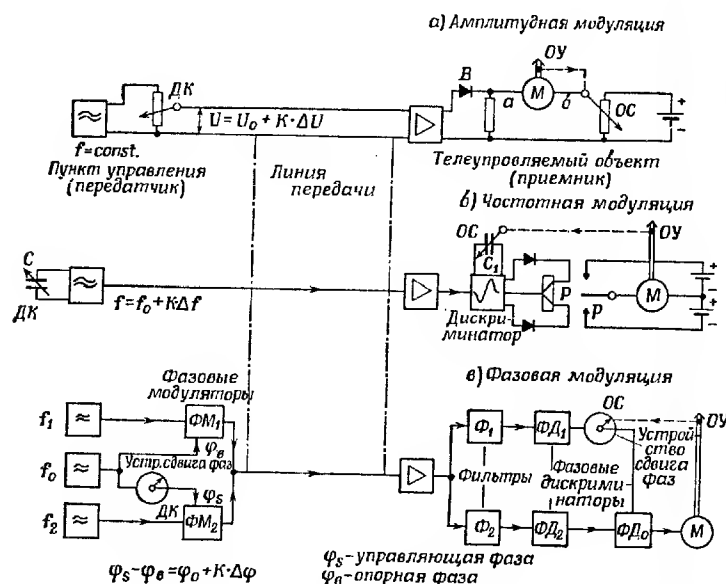 а) Амплитудная модуляция
ДК
U=U₀+К·ΔU
В
а
М
ОУ
б
ОС
+
−
f=const.
Пункт управления
(передатчик)
Линия
передачи
Телеупровляемый объект
(приемник)
б) Частотная модуляция
С
ДК
f=f₀+КΔf
ОС
С₁
Дискри-
минатор
Р
Р
ОУ
М
+
−
+
−
в) Фазовая модуляция
Фазовые
модуляторы
f₁
ФМ₁
φв
f₀
Устр.сдвига фаз
φs
ДК
f₂
ФМ₂
φs-φв=φ₀+К·Δφ
Ф₁
ФД₁
ОС
ОУ
Устрой
ство
сдвига
фаз
Фильтры
Фазовые
дискрими-
наторы
Ф₂
ФД₂
ФД₀
М
φs-управляющая фаза
φв-опорная фаза